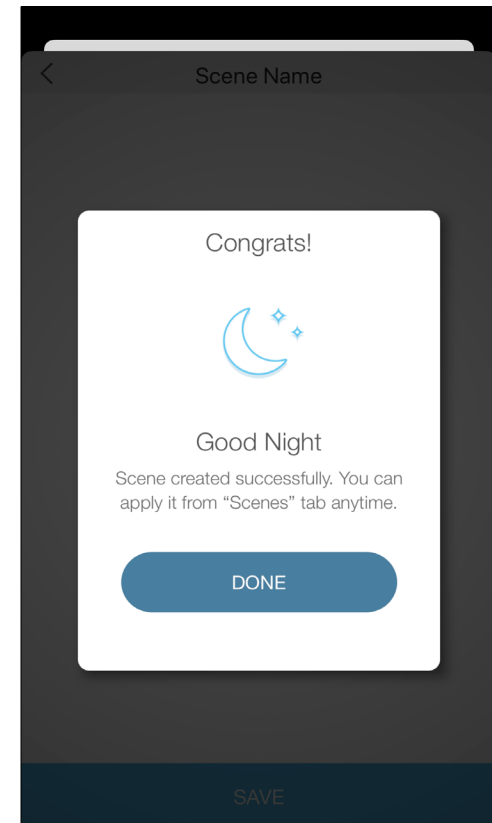 Scene Name
Congrats!
Good Night
Scene created successfully. You can
apply it from “Scenes” tab anytime.
DONE
SAVE